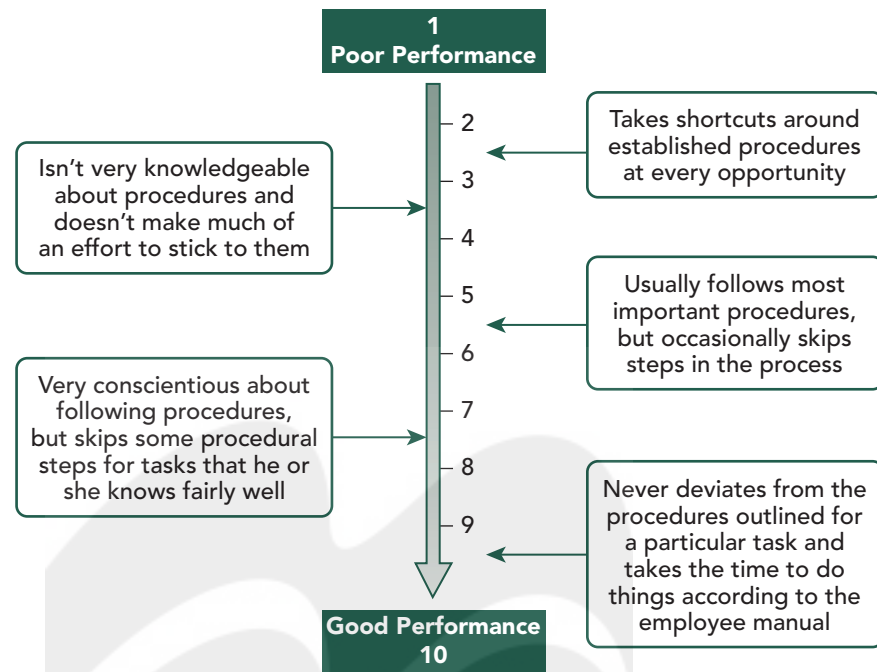 1
Poor Performance
2
Takes shortcuts around
established procedures
at every opportunity
Isn't very knowledgeable
about procedures and
doesn't make much of
an effort to stick to them
3
4
5
Usually follows most
important procedures,
but occasionally skips
steps in the process
6
Very conscientious about
following procedures,
but skips some procedural
steps for tasks that he or
she knows fairly well
7
8
9
Never deviates from the
procedures outlined for
a particular task and
takes the time to do
things according to the
employee manual
Good Performance
10